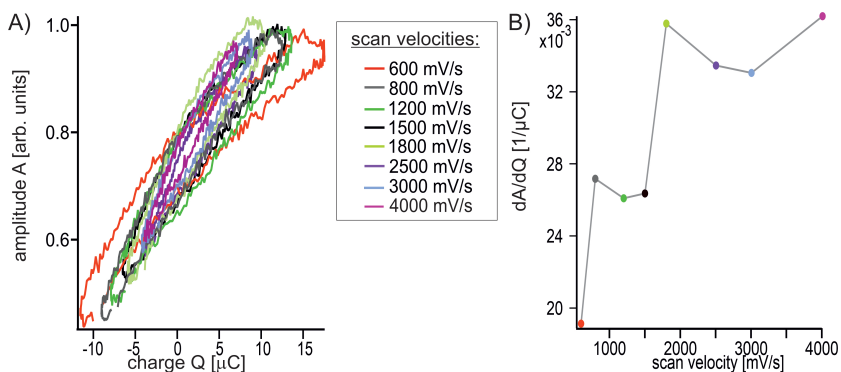 A)
1.0
0.8
0.6
amplitude A [arb. units]
-10 -5 0 5 10 15
charge Q [µC]
scan velocities:
600 mV/s
800 mV/s
1200 mV/s
1500 mV/s
1800 mV/s
2500 mV/s
3000 mV/s
4000 mV/s
B)
36
x10-3
32
28
24
20
dA/dQ [1/µC]
1000 2000 3000 4000
scan velocity [mV/s]